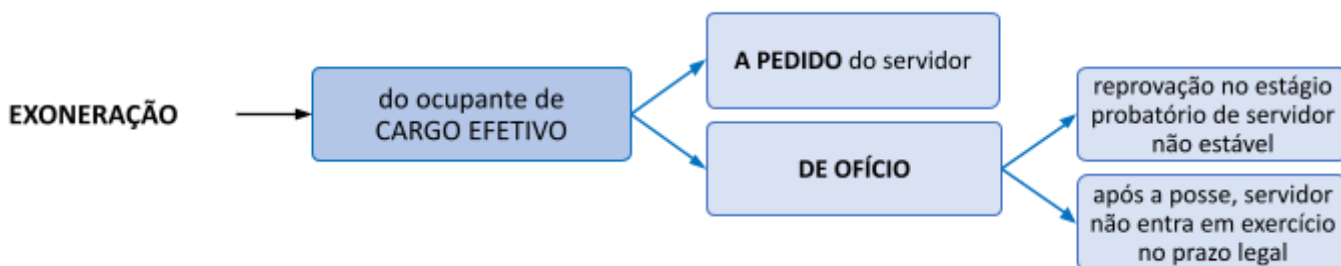 EXONERAÇÃO
do ocupante de
CARGO EFETIVO
A PEDIDO do servidor
DE OFÍCIO
reprovação no estágio
probatório de servidor
não estável
após a posse, servidor
não entra em exercício
no prazo legal